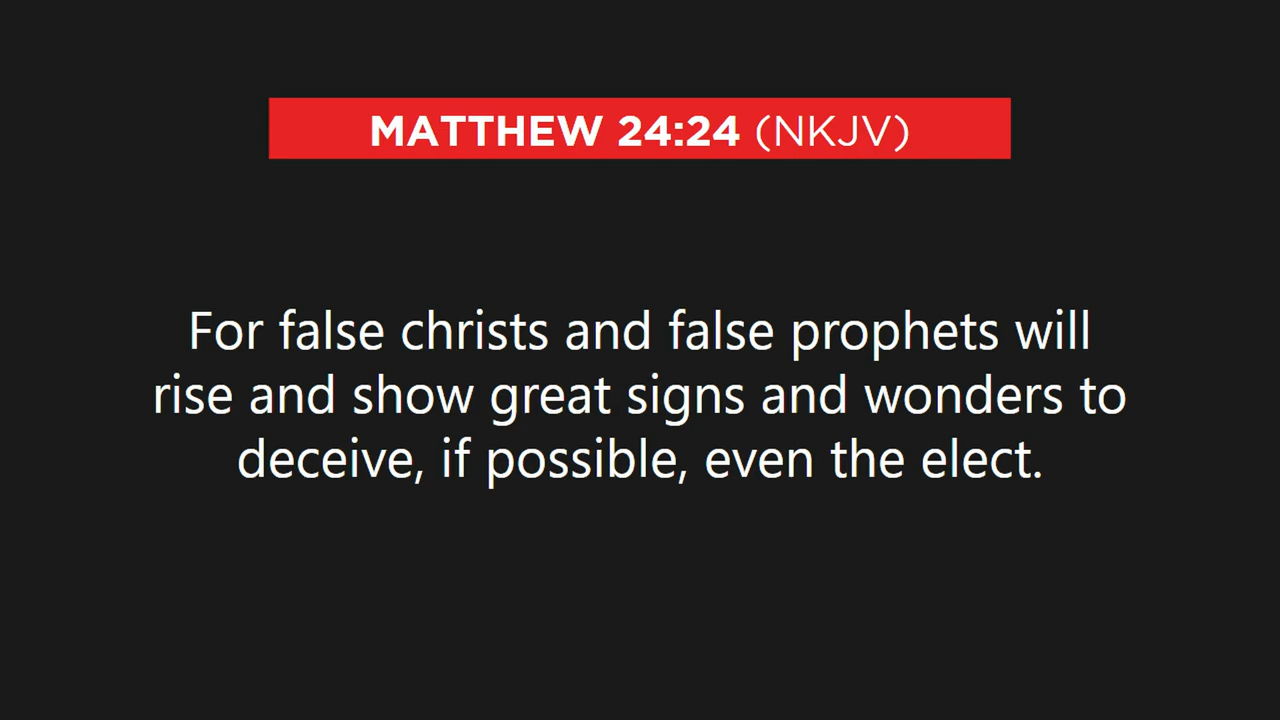 MATTHEW 24:24 (NKJV)
For false christs and false prophets will
rise and show great signs and wonders to
deceive, if possible, even the elect.